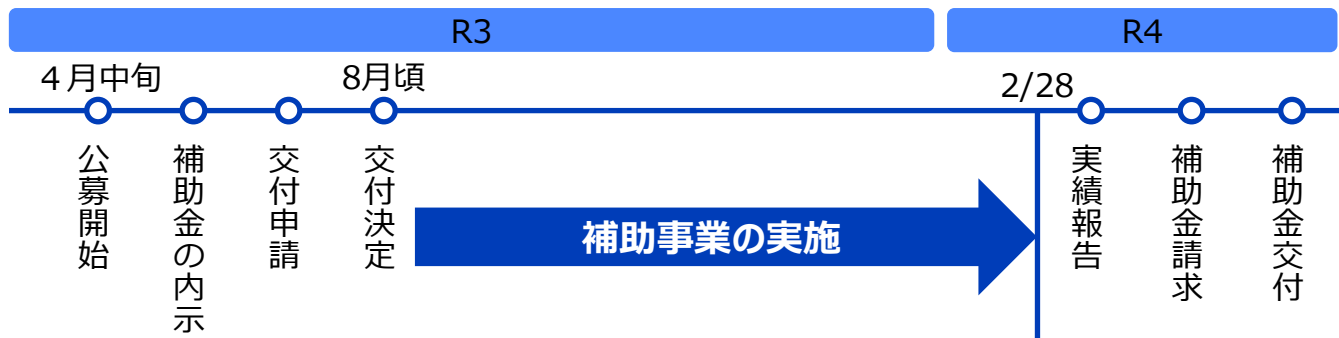 R3
R4
４月中旬
8月頃
2/28
公募開始
補助金の内示
交付申請
交付決定
補助事業の実施
実績報告
補助金請求
補助金交付